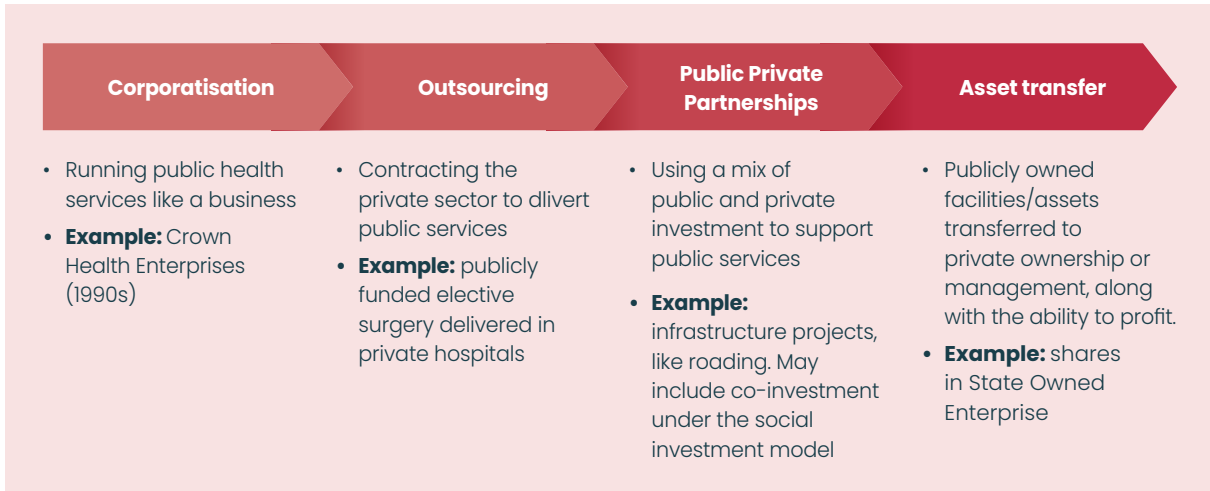 Corporatisation
Outsourcing
Public Private
Partnerships
Asset transfer
• Running public health
services like a business
• Example: Crown
Health Enterprises
(1990s)
• Contracting the
private sector to dlivert
public services
• Example: publicly
funded elective
surgery delivered in
private hospitals
• Using a mix of
public and private
investment to support
public services
• Example:
infrastructure projects,
like roading. May
include co-investment
under the social
investment model
• Publicly owned
facilities/assets
transferred to
private ownership or
management, along
with the ability to profit.
• Example: shares
in State Owned
Enterprise